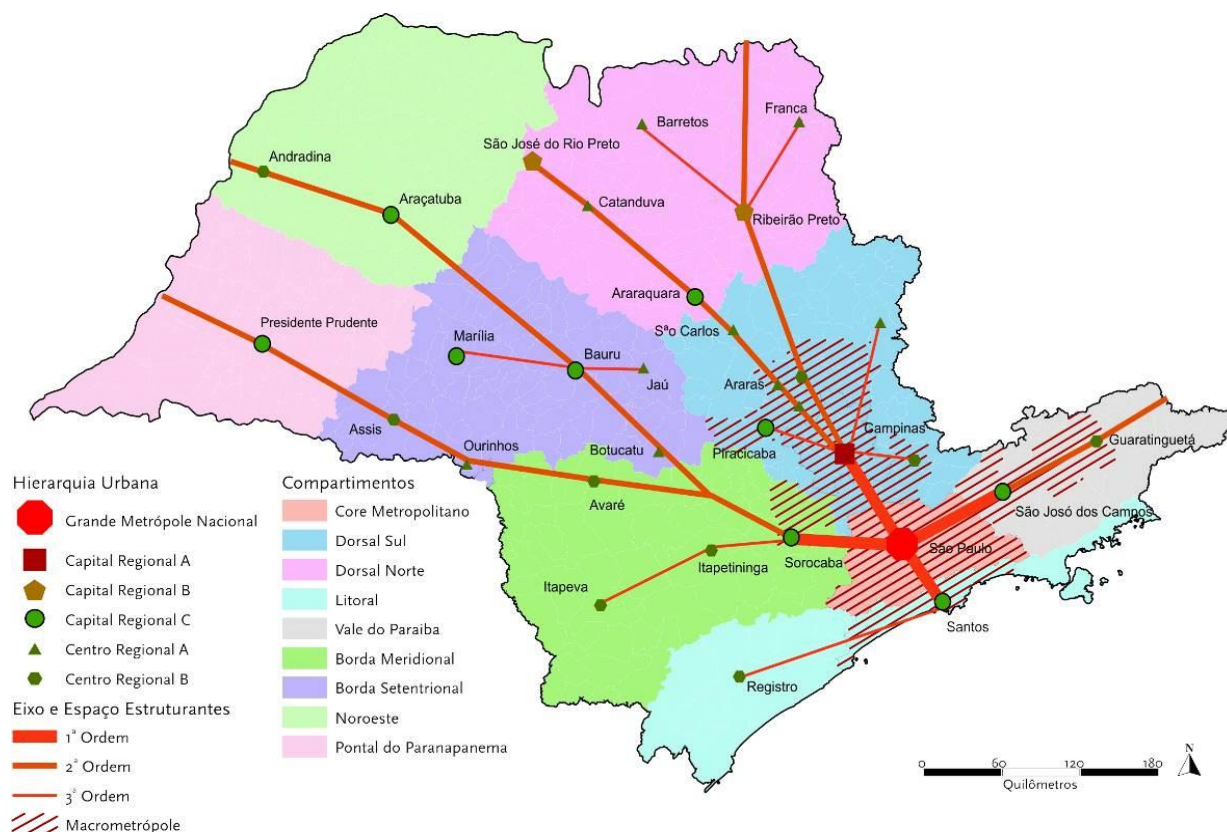 Franca
Barretos
São José do Rio Preto
Andradina
Catanduva
Araçatuba
Ribeirão Preto
Araraquara
Presidente Prudente
Marília
Sªo Carlos
Bauru
Jaú
Araras
Assis
Campinas
Guaratinguetá
Ourinhos
Botucatu
Piracicaba
Avaré
São Josó dos Campos
São Paulo
Sorocaba
Itapetininga
Itapeva
Santos
Registro
Hierarquia Urbana
Grande Metrópole Nacional
Capital Regional A
Capital Regional B
Capital Regional C
Centro Regional A
Centro Regional B
Eixo e Espaço Estruturantes
1ª Ordem
2ª Ordem
3ª Ordem
Macrometrópole
Compartimentos
Core Metropolitano
Dorsal Sul
Dorsal Norte
Litoral
Vale do Paraiba
Borda Meridional
Borda Setentrional
Noroeste
Pontal do Paranapanema
N
0 60 120 180
Quilômetros